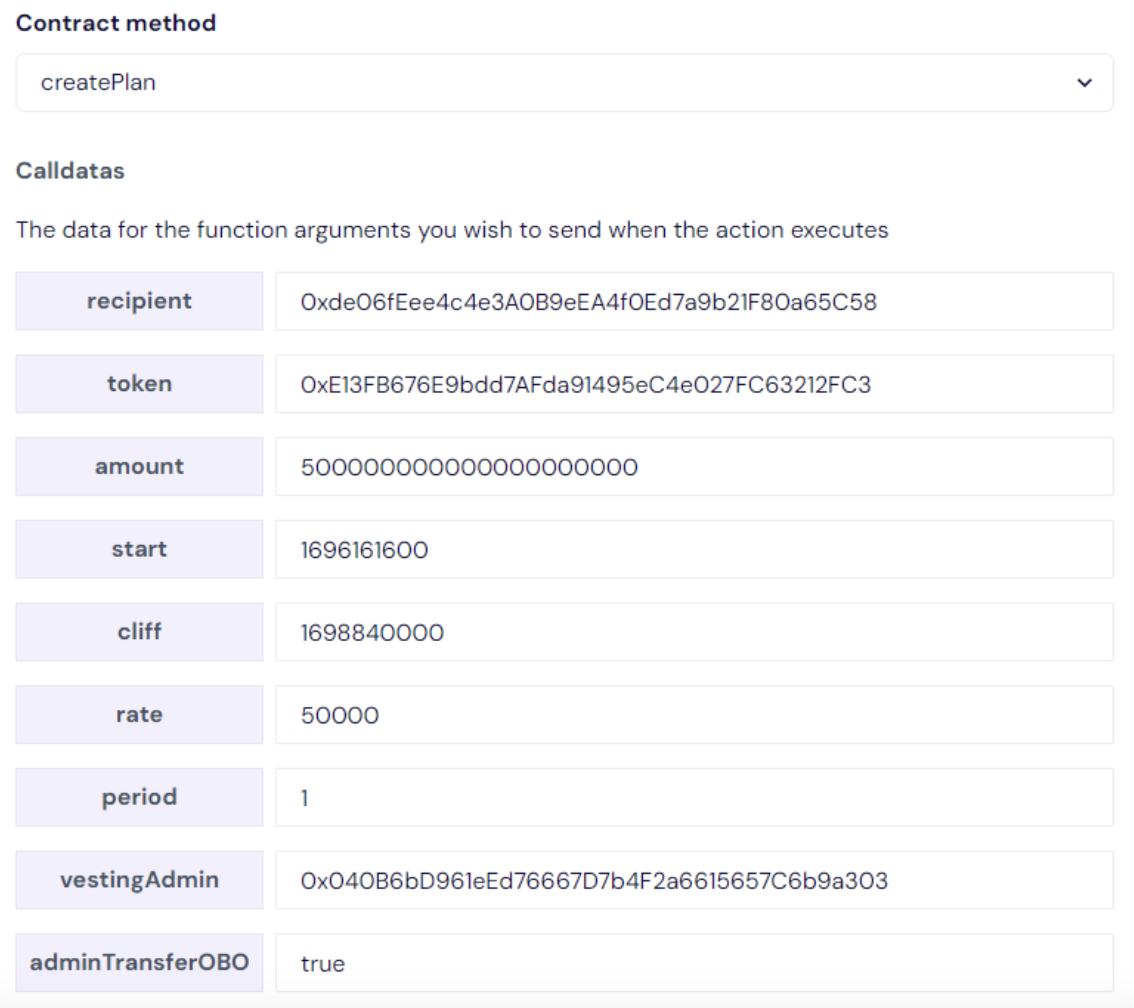 Contract method
createPlan
Calldatas
The data for the function arguments you wish to send when the action executes
recipient
0xde06fEee4c4e3A0B9eEA4f0Ed7a9b21F80a65C58
token
0xE13FB676E9bdd7AFda91495eC4e027FC63212FC3
amount
500000000000000000000
start
1696161600
cliff
1698840000
rate
50000
period
1
vestingAdmin
0x040B6bD961eEd76667D7b4F2a6615657C6b9a303
adminTransferOBO
true